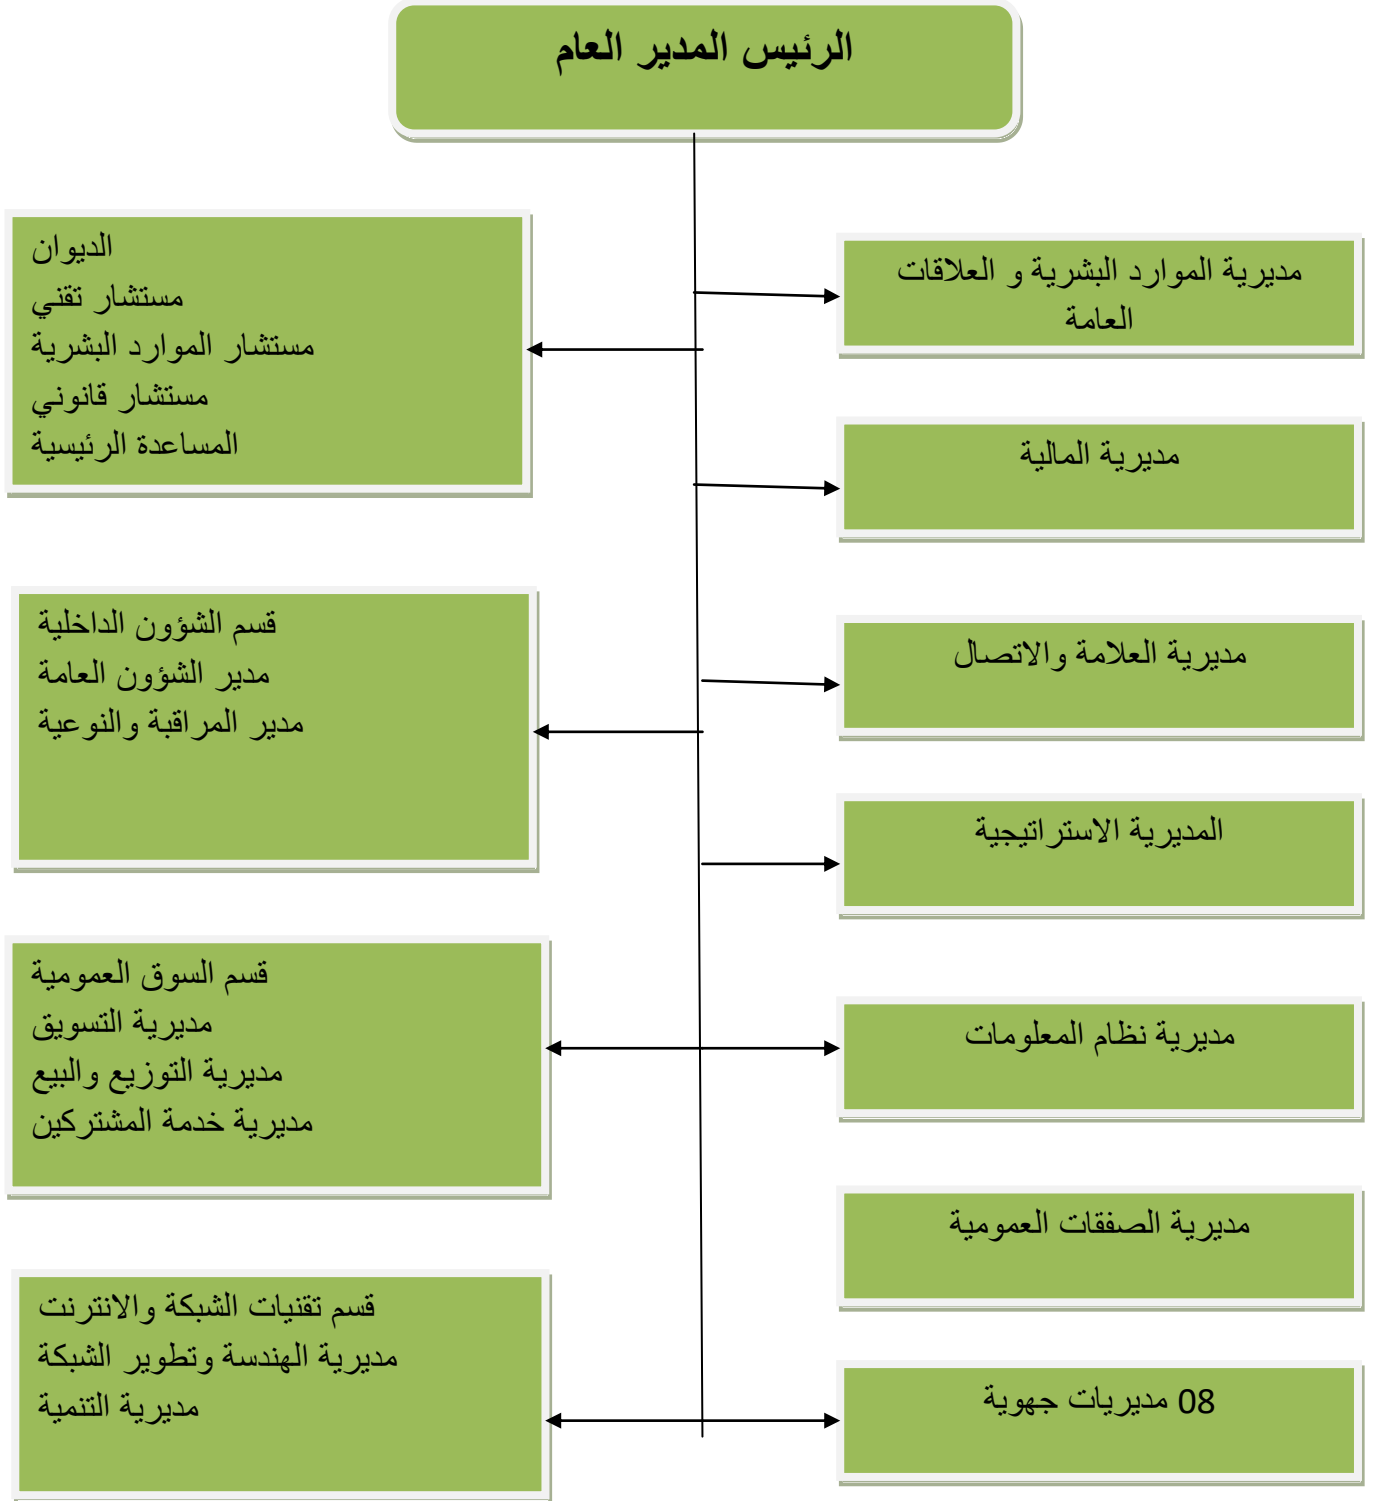 الرئيس المدير العام
مديرية الموارد البشرية و العلاقات
العامة
الديوان
مستشار تقني
مستشار الموارد البشرية
مستشار قانوني
المساعدة الرئيسية
مديرية المالية
قسم الشؤون الداخلية
مدير الشؤون العامة
مدير المراقبة والنوعية
مديرية العلامة والاتصال
المديرية الاستراتيجية
قسم السوق العمومية
مديرية التسويق
مديرية التوزيع والبيع
مديرية خدمة المشتركين
مديرية نظام المعلومات
مديرية الصفقات العمومية
قسم تقنيات الشبكة والانترنت
مديرية الهندسة وتطوير الشبكة
مديرية التنمية
08 مديريات جهوية